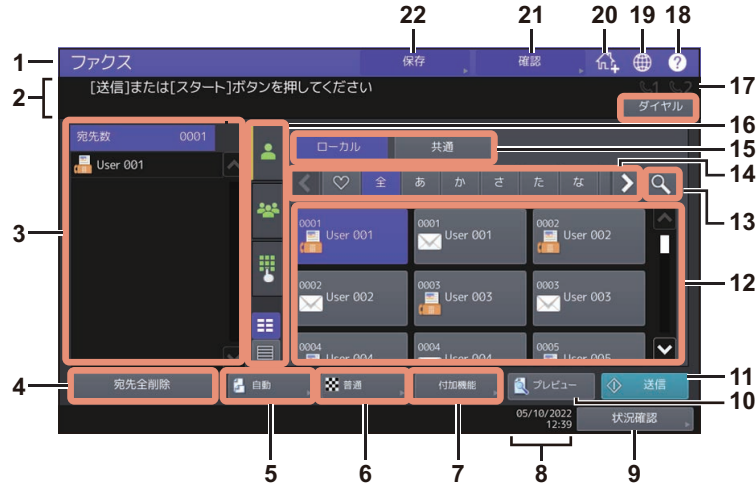 22 21 20 19 18
1 ファクス 保存 確認 ?
2 [送信]または[スタート]ボタンを押してください 17
ダイヤル
16
宛先数 0001
ローカル 共通 15
User 001
14
全 あ か さ た な
13
3
0001 User 001
0001 User 001
0002 User 002
12
0002 User 002
0003 User 003
0003 User 003
0004 User 004
0004 User 004
0005 User 005
4 宛先全削除 自動 普通 付加機能 プレビュー 送信 11
10
05/10/2022
12:39
状況確認
5 6 7 8 9